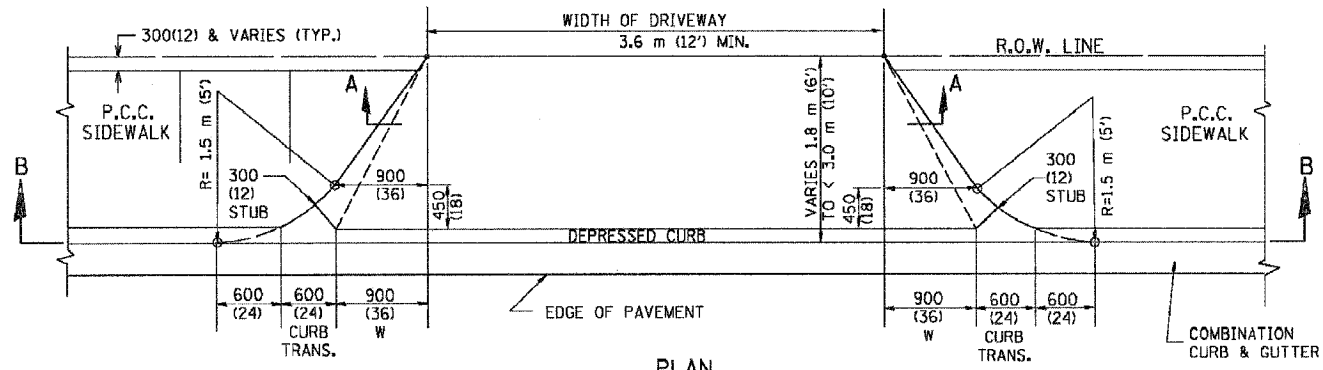 WIDTH OF DRIVEWAY
3.6 m (12') MIN.
300(12) & VARIES (TYP.)
R.O.W. LINE
A
A
P.C.C.
SIDEWALK
P.C.C.
SIDEWALK
R= 1.5 m (5')
R=1.5 m (5')
VARIES 1.8 m (6')
TO < 3.0 m (10')
B
B
300
(12)
STUB
900
(36)
450
(18)
900
(36)
450
(18)
300
(12)
STUB
DEPRESSED CURB
600
(24)
600
(24)
CURB
TRANS.
900
(36)
W
EDGE OF PAVEMENT
900
(36)
W
600
(24)
CURB
TRANS.
600
(24)
COMBINATION
CURB & GUTTER
PLAN